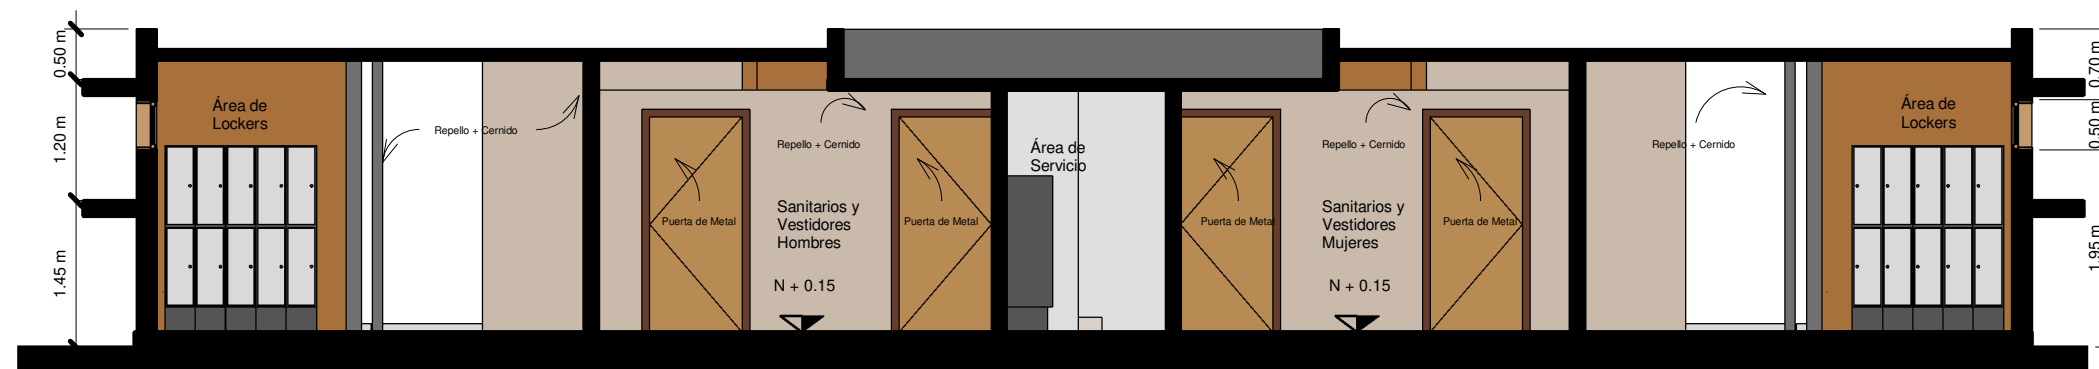 0.50 m
1.20 m
1.45 m
Área de
Lockers
Repello + Cernido
Puerta de Metal
Repello + Cernido
Sanitarios y
Vestidores
Hombres
N + 0.15
Puerta de Metal
Área de
Servicio
Puerta de Metal
Repello + Cernido
Sanitarios y
Vestidores
Mujeres
N + 0.15
Puerta de Metal
Repello + Cernido
Área de
Lockers
0.70 m
0.50 m
1.95 m